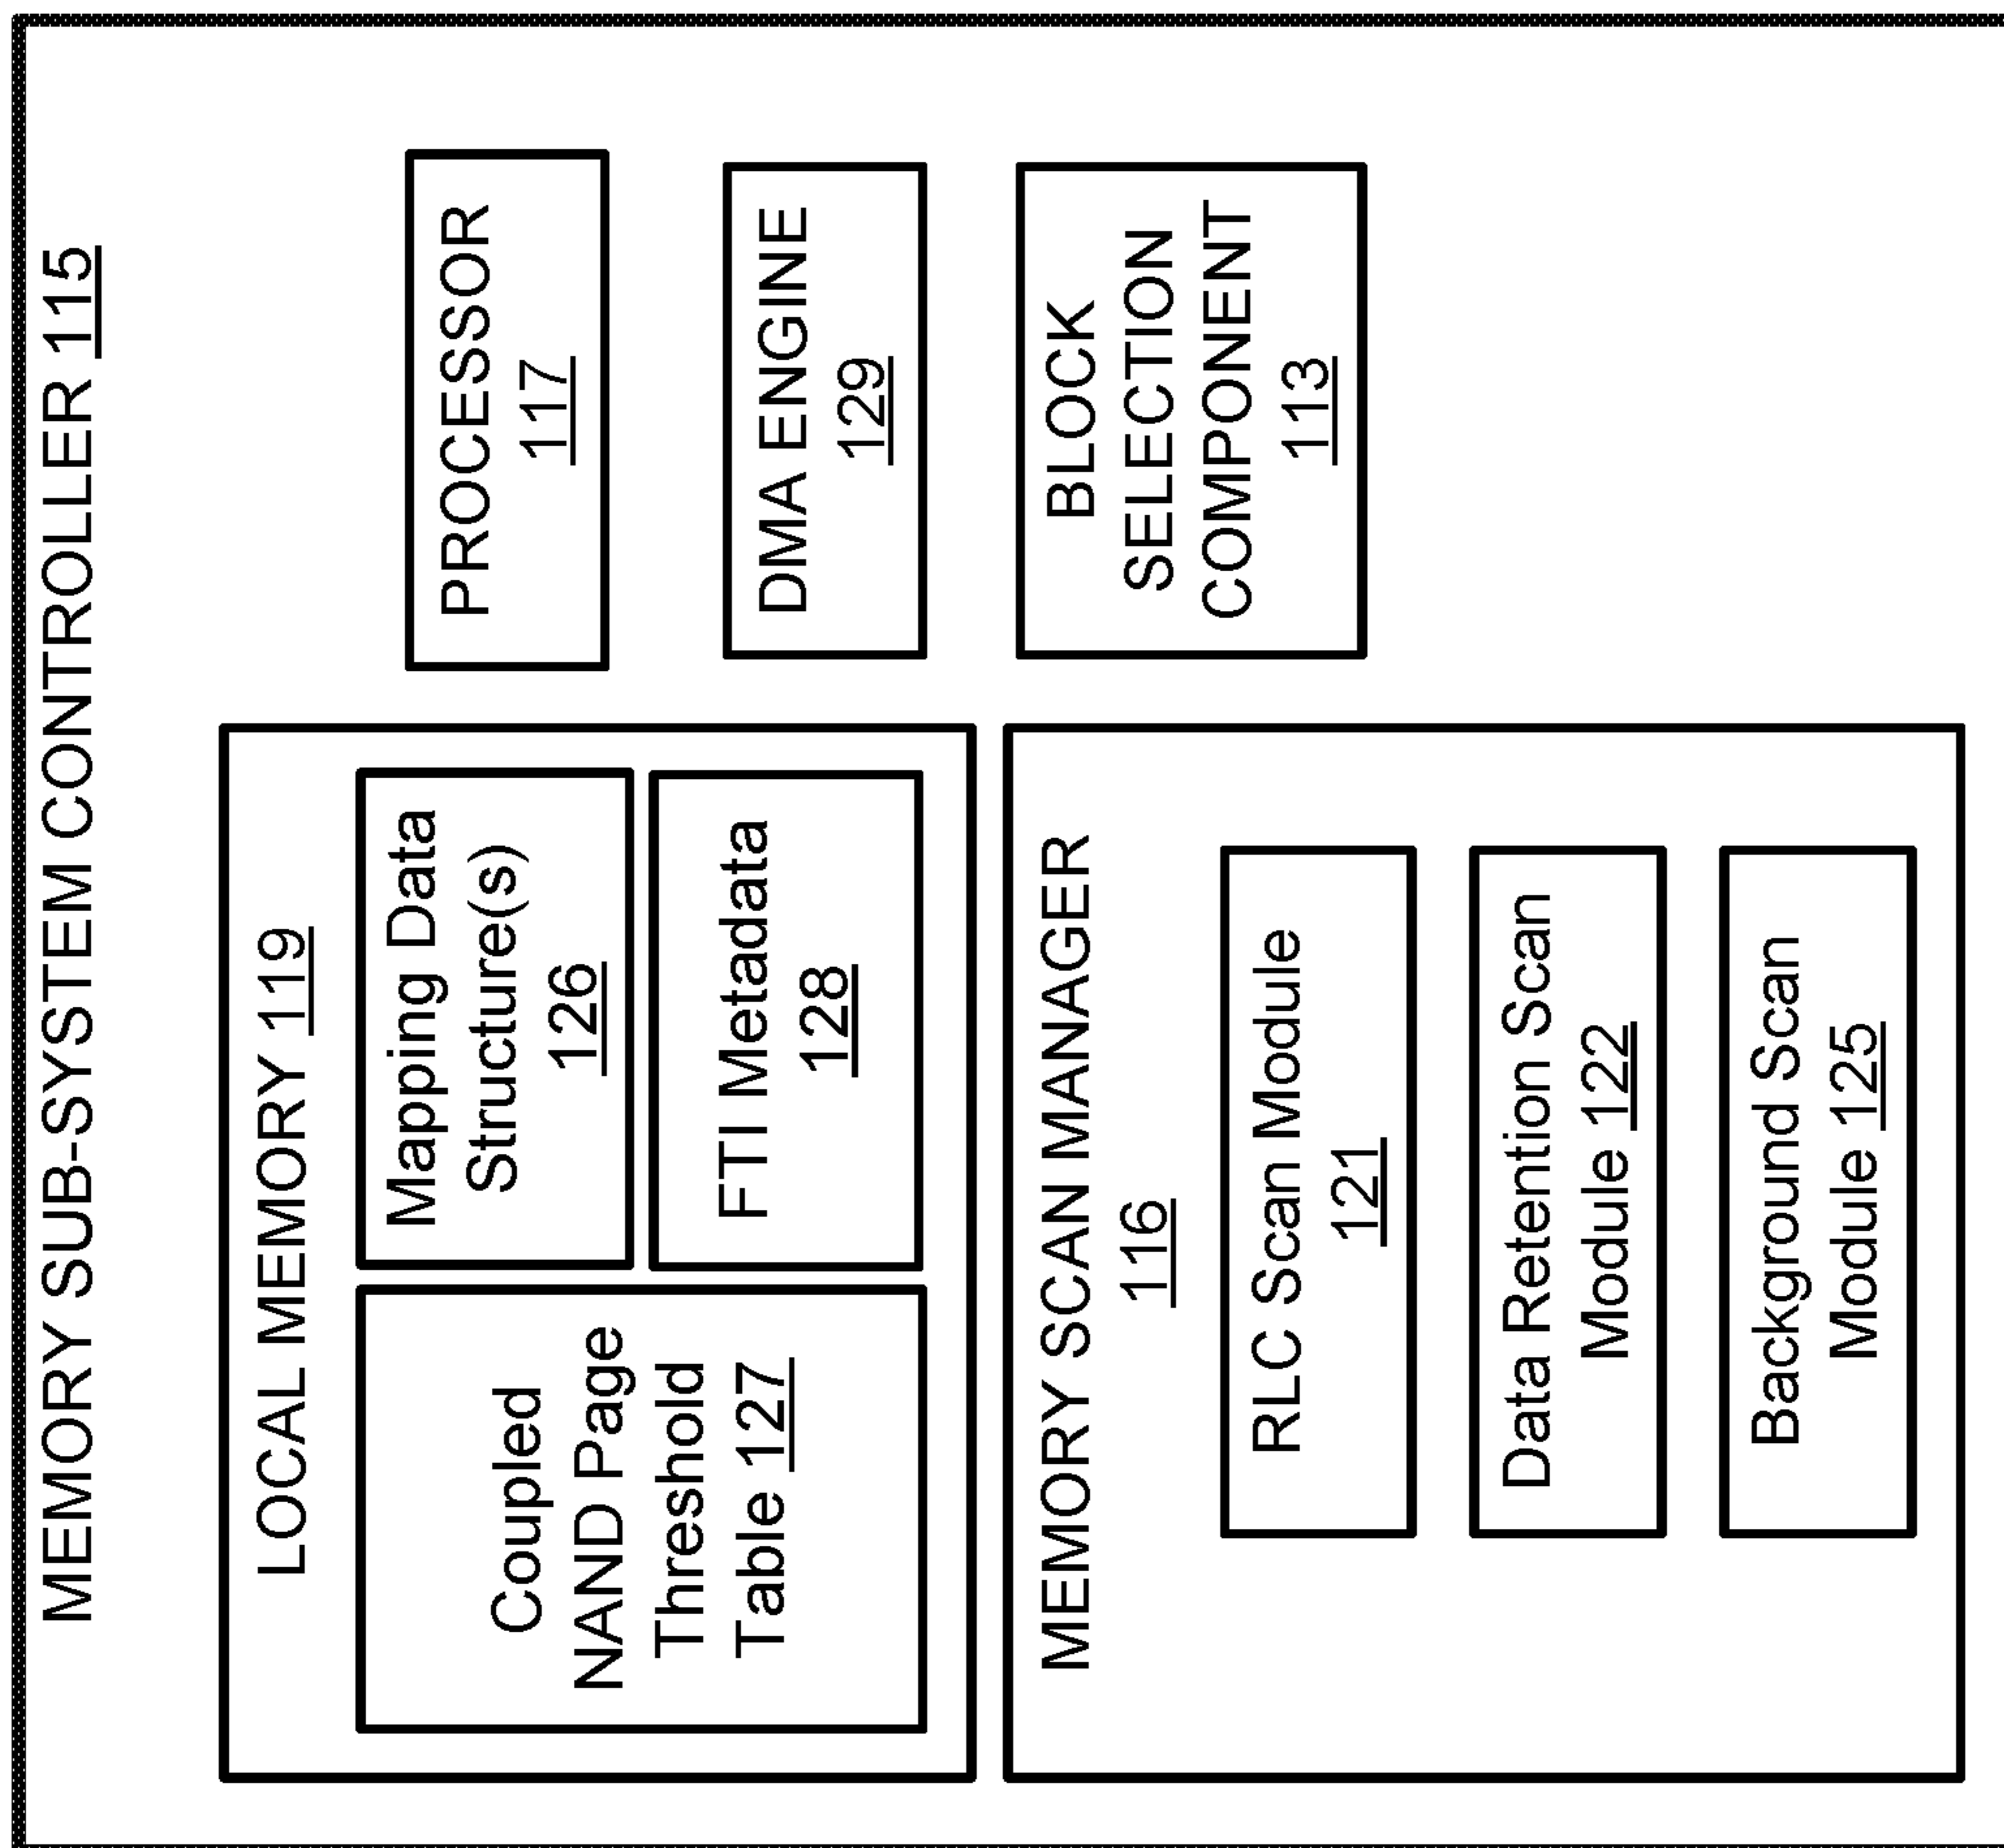 MEMORY SUB-SYSTEM CONTROLLER 115
LOCAL MEMORY 119
Coupled
NAND Page
Threshold
Table 127
Mapping Data
Structure(s)
126
FTI Metadata
128
PROCESSOR
117
DMA ENGINE
129
BLOCK
SELECTION
COMPONENT
113
MEMORY SCAN MANAGER
116
RLC Scan Module
121
Data Retention Scan
Module 122
Background Scan
Module 125